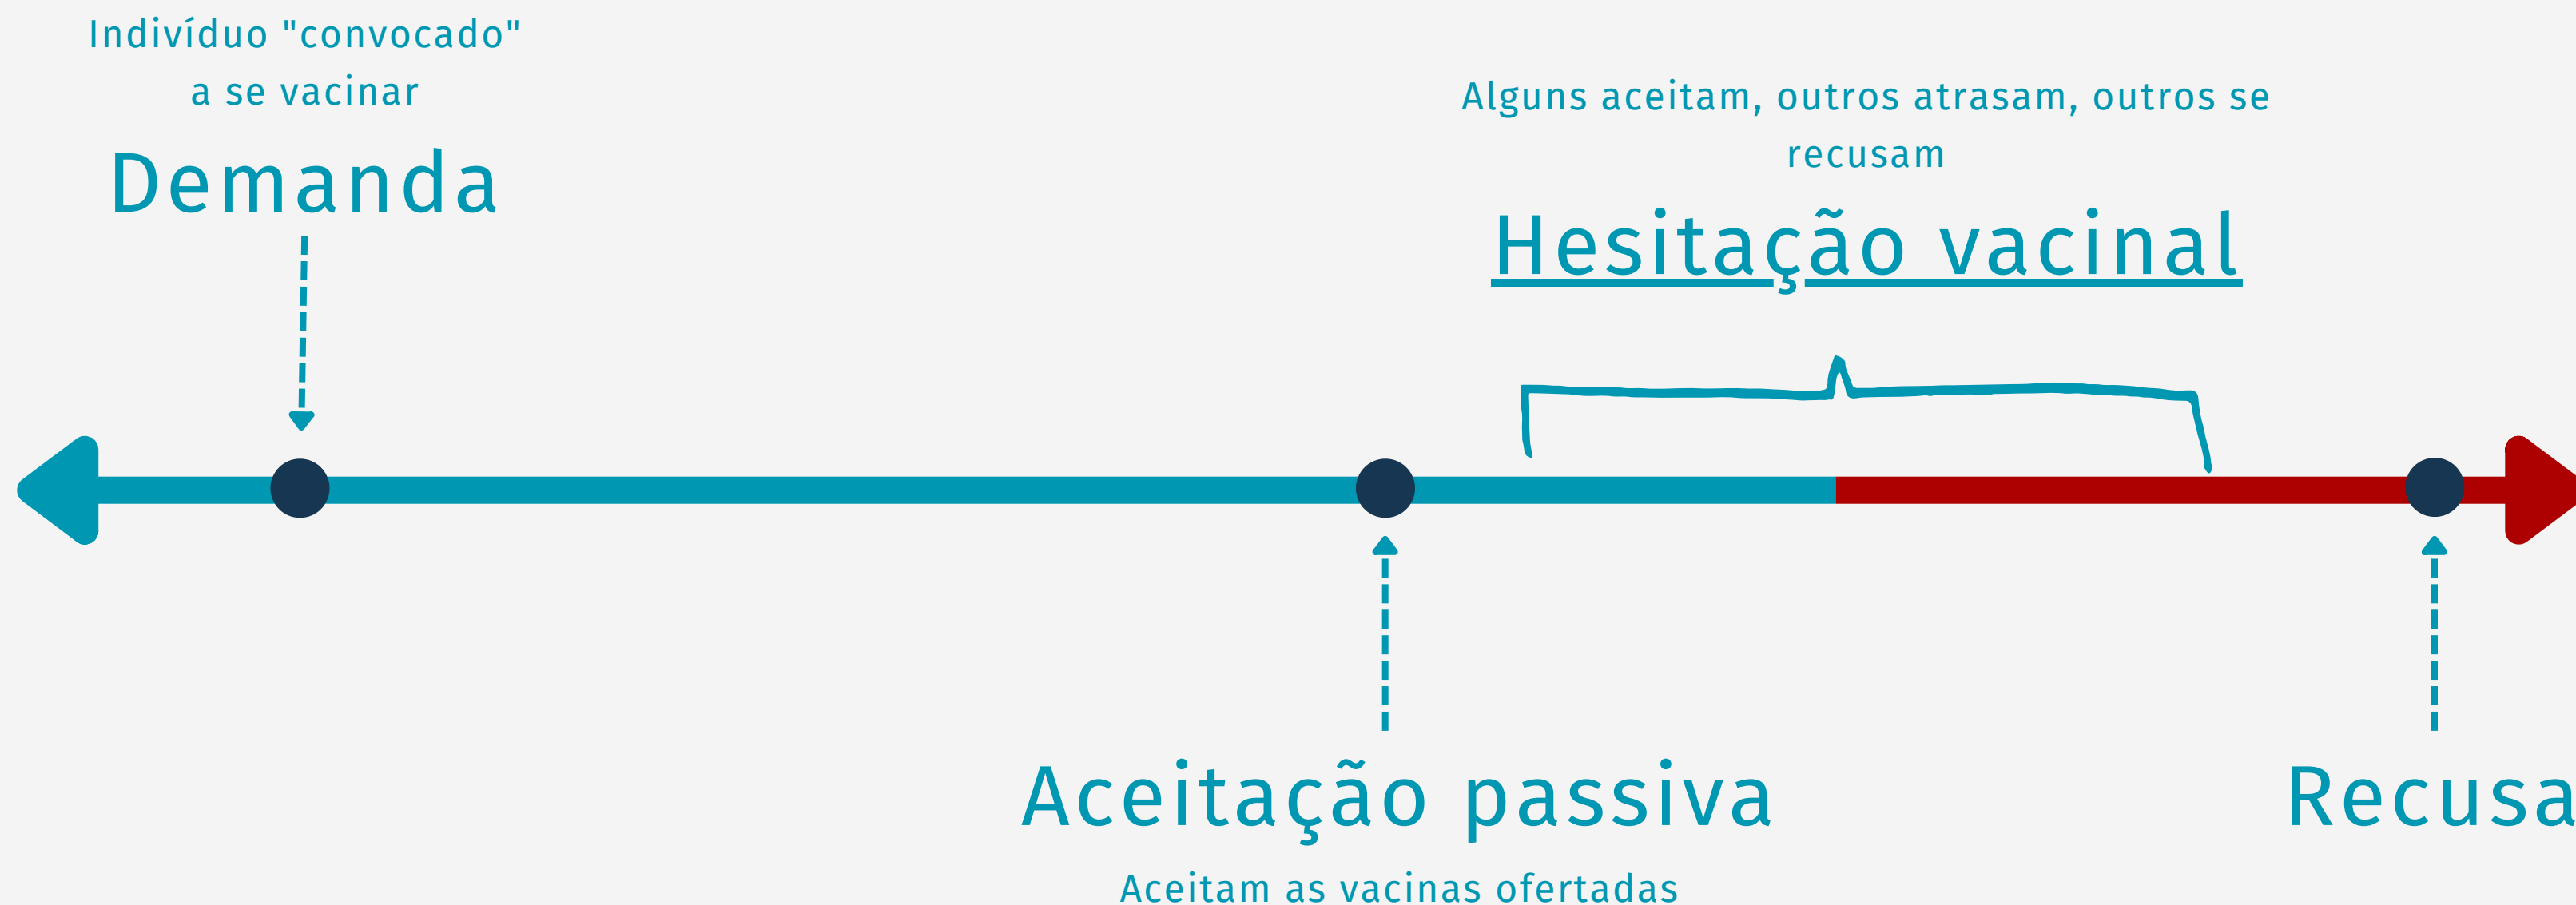 Indivíduo "convocado"
a se vacinar
Demanda
Alguns aceitam, outros atrasam, outros se
recusam
Hesitação vacinal
Aceitação passiva
Aceitam as vacinas ofertadas
Recusa